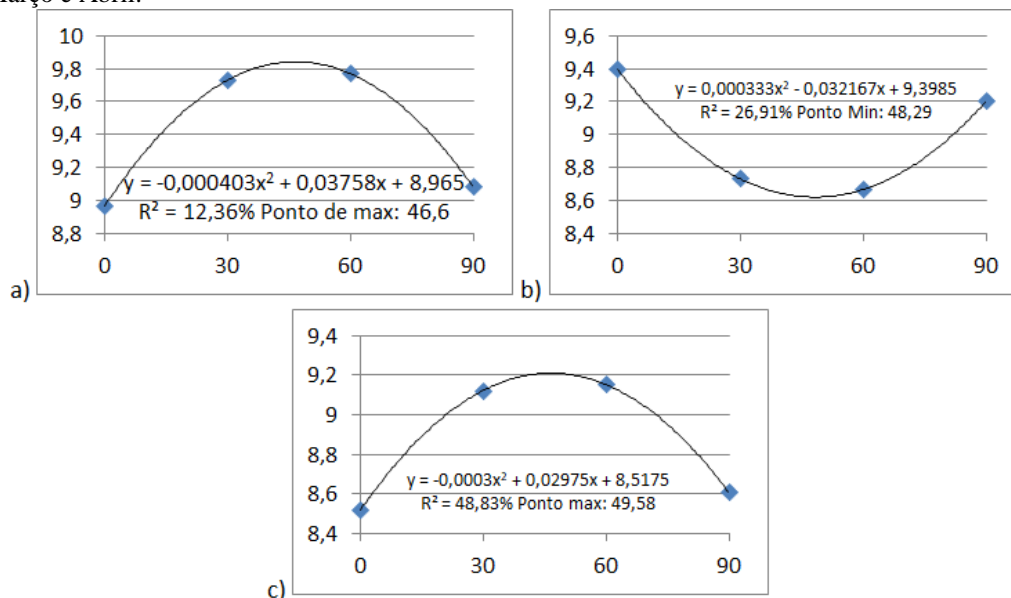 10
9,8
9,6
9,4
9,2
9
8,8
0 30 60 90
y = -0,000403x² + 0,03758x + 8,965
R² = 12,36% Ponto de max: 46,6
a)
9,6
9,4
9,2
9
8,8
8,6
8,4
0 30 60 90
y = 0,000333x² - 0,032167x + 9,3985
R² = 26,91% Ponto Min: 48,29
b)
9,4
9,2
9
8,8
8,6
8,4
0 30 60 90
y = -0,0003x² + 0,02975x + 8,5175
R² = 48,83% Ponto max: 49,58
c)